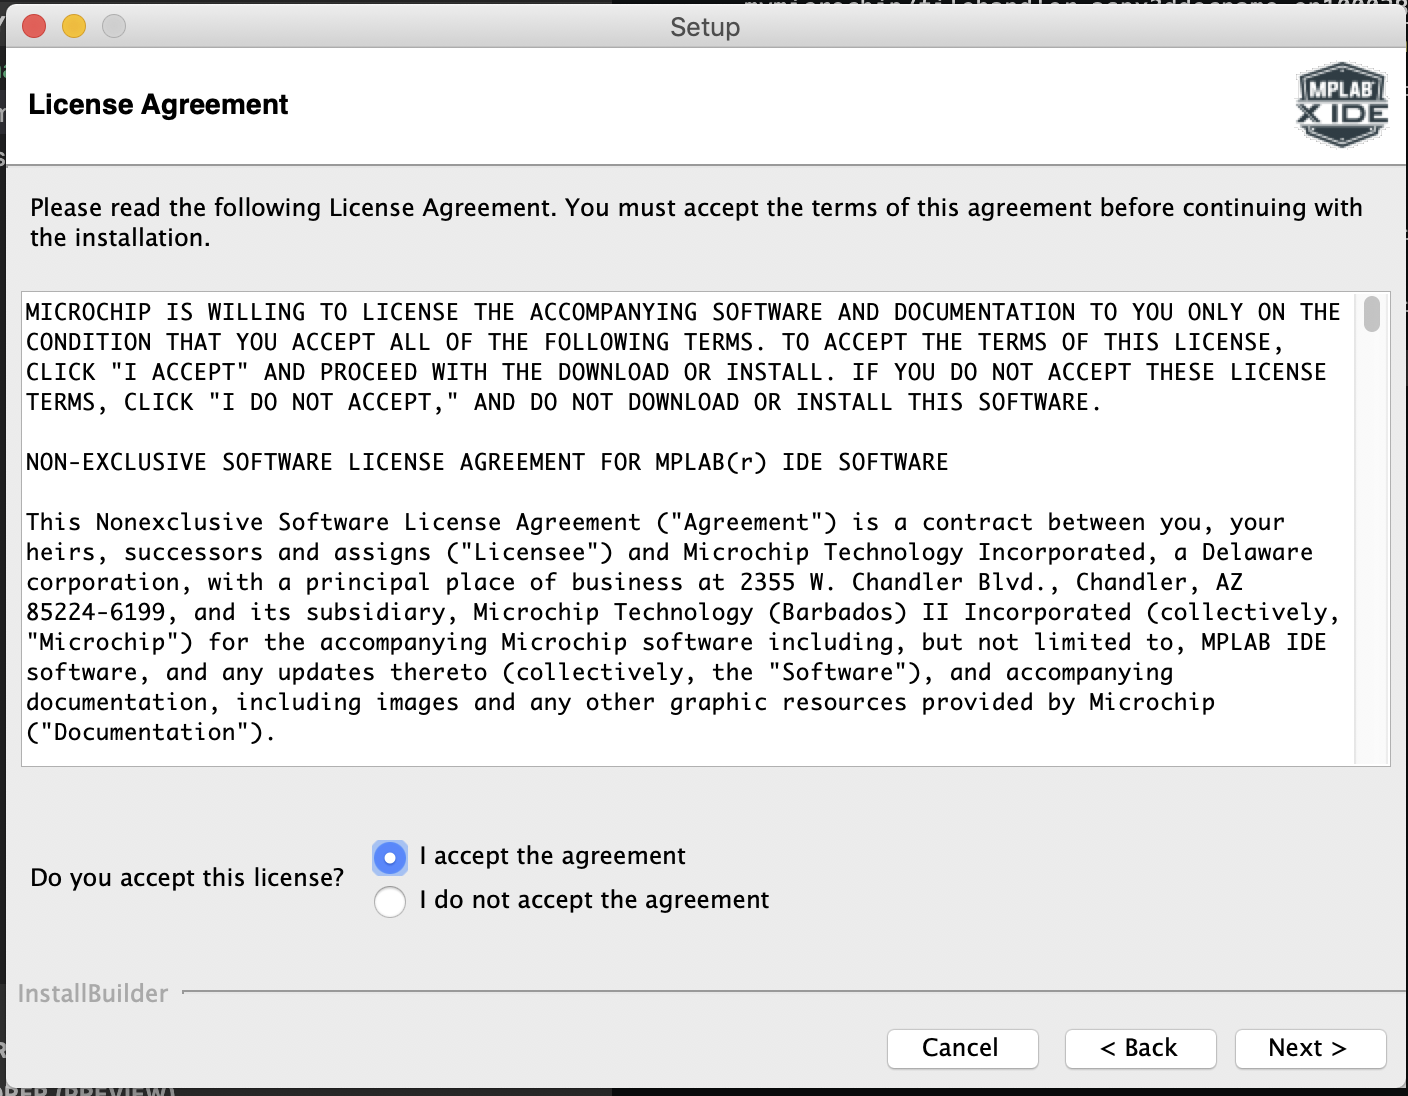 Setup
License Agreement
MPLAB
X IDE
Please read the following License Agreement. You must accept the terms of this agreement before continuing with
the installation.
MICROCHIP IS WILLING TO LICENSE THE ACCOMPANYING SOFTWARE AND DOCUMENTATION TO YOU ONLY ON THE
CONDITION THAT YOU ACCEPT ALL OF THE FOLLOWING TERMS. TO ACCEPT THE TERMS OF THIS LICENSE,
CLICK "I ACCEPT" AND PROCEED WITH THE DOWNLOAD OR INSTALL. IF YOU DO NOT ACCEPT THESE LICENSE
TERMS, CLICK "I DO NOT ACCEPT," AND DO NOT DOWNLOAD OR INSTALL THIS SOFTWARE.
NON-EXCLUSIVE SOFTWARE LICENSE AGREEMENT FOR MPLAB(r) IDE SOFTWARE
This Nonexclusive Software License Agreement ("Agreement") is a contract between you, your
heirs, successors and assigns ("Licensee") and Microchip Technology Incorporated, a Delaware
corporation, with a principal place of business at 2355 W. Chandler Blvd., Chandler, AZ
85224-6199, and its subsidiary, Microchip Technology (Barbados) II Incorporated (collectively,
"Microchip") for the accompanying Microchip software including, but not limited to, MPLAB IDE
software, and any updates thereto (collectively, the "Software"), and accompanying
documentation, including images and any other graphic resources provided by Microchip
("Documentation").
Do you accept this license?
I accept the agreement
I do not accept the agreement
InstallBuilder
Cancel
< Back
Next >
(PREVIEW)